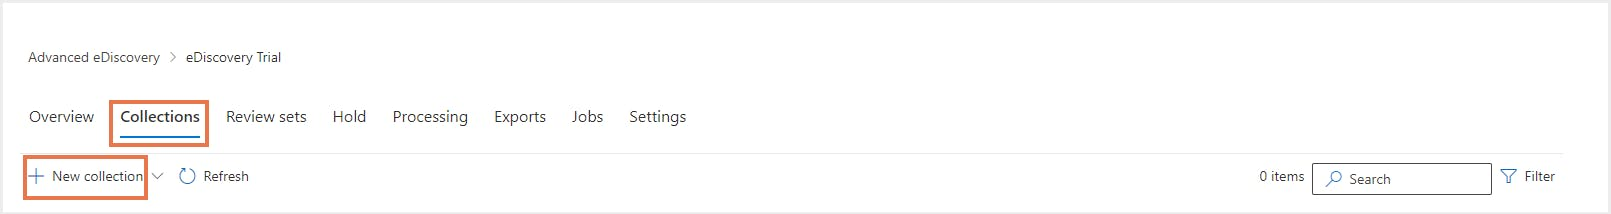 Advanced eDiscovery > eDiscovery Trial
Overview Collections Review sets Hold Processing Exports Jobs Settings
+ New collection Refresh 0 items Search Filter